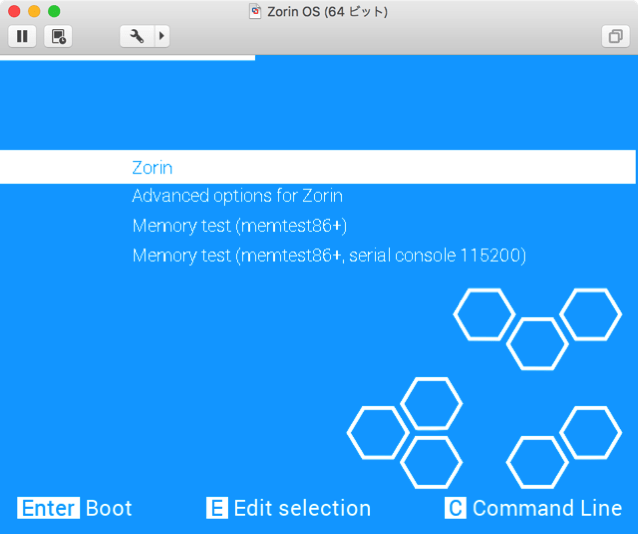 Zorin OS (64 ビット)
Zorin
Advanced options for Zorin
Memory test (memtest86+)
Memory test (memtest86+, serial console 115200)
Enter Boot E Edit selection C Command Line